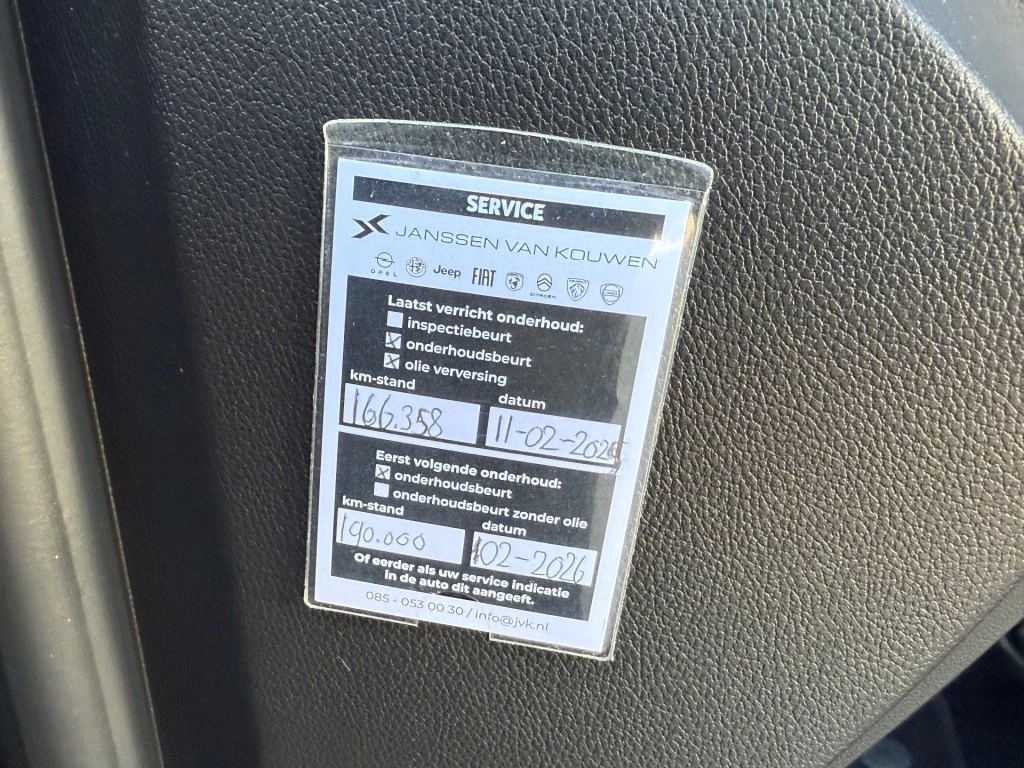 SERVICE
JANSSEN VAN KOUWEN
OPEL Jeep FIAT CITROËN
Laatst verricht onderhoud:
inspectiebeurt
onderhoudsbeurt
olie verversing
km-stand datum
166.358 11-02-2025
Eerst volgende onderhoud:
onderhoudsbeurt
onderhoudsbeurt zonder olie
km-stand datum
190.000 02-2026
Of eerder als uw service indicatie
in de auto dit aangeeft.
085 - 053 00 30 / info@jvk.nl